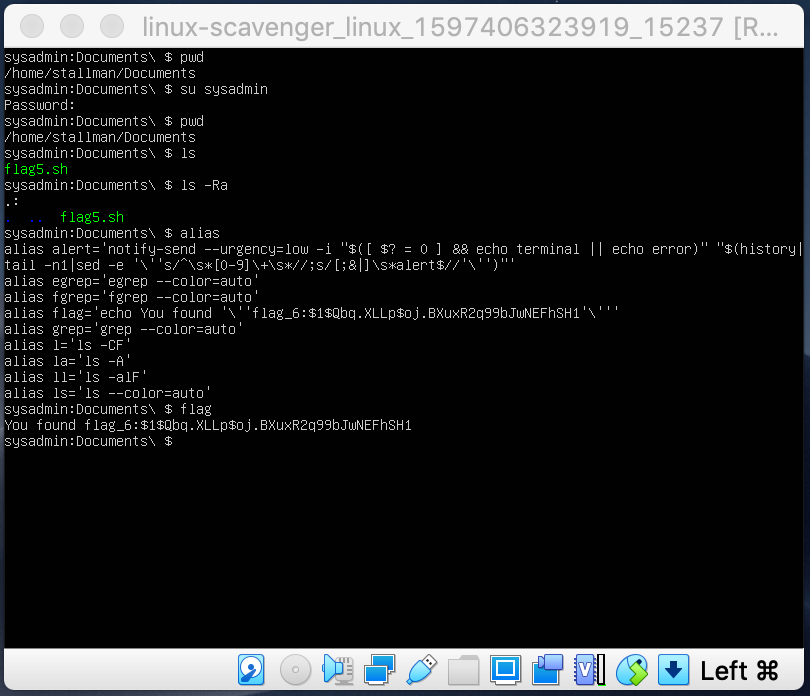 linux-scavenger_linux_1597406323919_15237 [R...
sysadmin:Documents\ $ pwd
/home/stallman/Documents
sysadmin:Documents\ $ su sysadmin
Password:
sysadmin:Documents\ $ pwd
/home/stallman/Documents
sysadmin:Documents\ $ ls
flag5.sh
sysadmin:Documents\ $ ls -Ra
.:
.  ..  flag5.sh
sysadmin:Documents\ $ alias
alias alert='notify-send --urgency=low -i "$([ $? = 0 ] && echo terminal || echo error)" "$(history|
tail -n1|sed -e '\''s/^\s*[0-9]\+\s*//;s/[;&|]\s*alert$//'\'')"'
alias egrep='egrep --color=auto'
alias fgrep='fgrep --color=auto'
alias flag='echo You found '\''flag_6:$1$Qbq.XLLp$oj.BXuxR2q99bJwNEFhSH1'\'''
alias grep='grep --color=auto'
alias l='ls -CF'
alias la='ls -A'
alias ll='ls -alF'
alias ls='ls --color=auto'
sysadmin:Documents\ $ flag
You found flag_6:$1$Qbq.XLLp$oj.BXuxR2q99bJwNEFhSH1
sysadmin:Documents\ $
Left ⌘